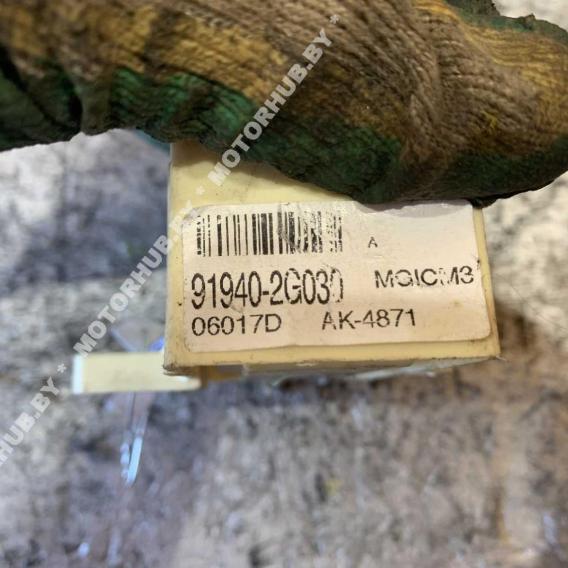 A
91940-2G030 MGICM3
06017D AK-4871
MOTORHUB.BY * MOTORHUB.BY * MOTORHUB.BY *